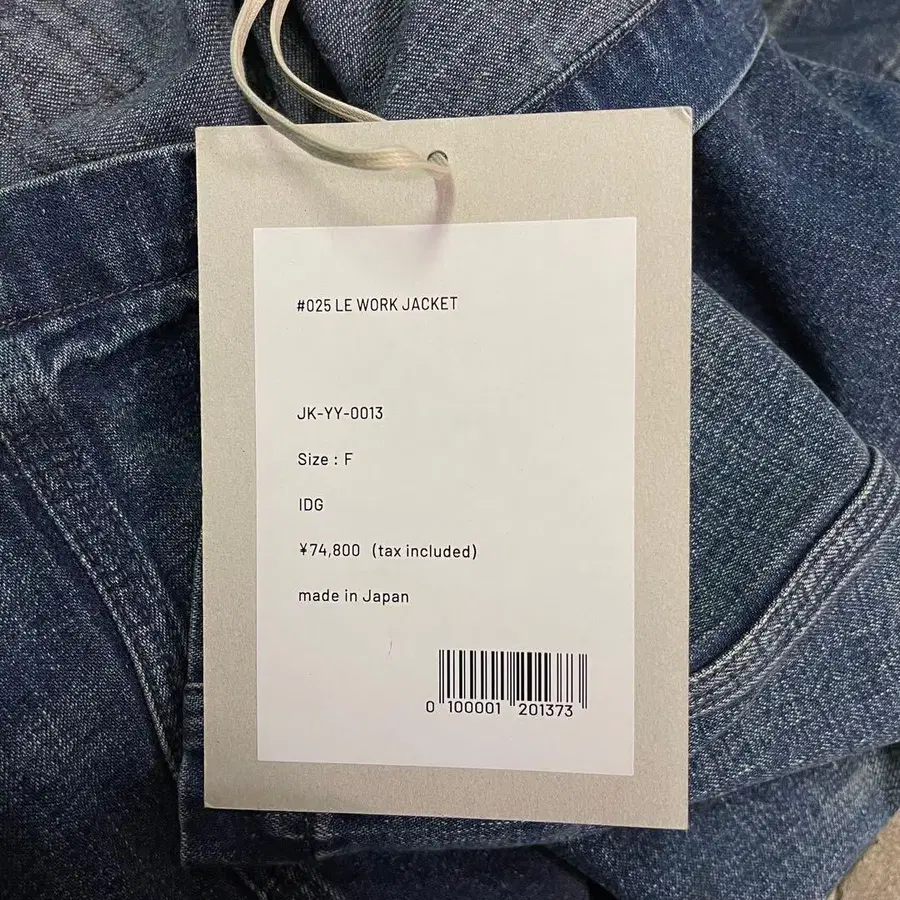 #025 LE WORK JACKET
JK-YY-0013
Size : F
IDG
¥74,800 (tax included)
made in Japan
0 100001 201373